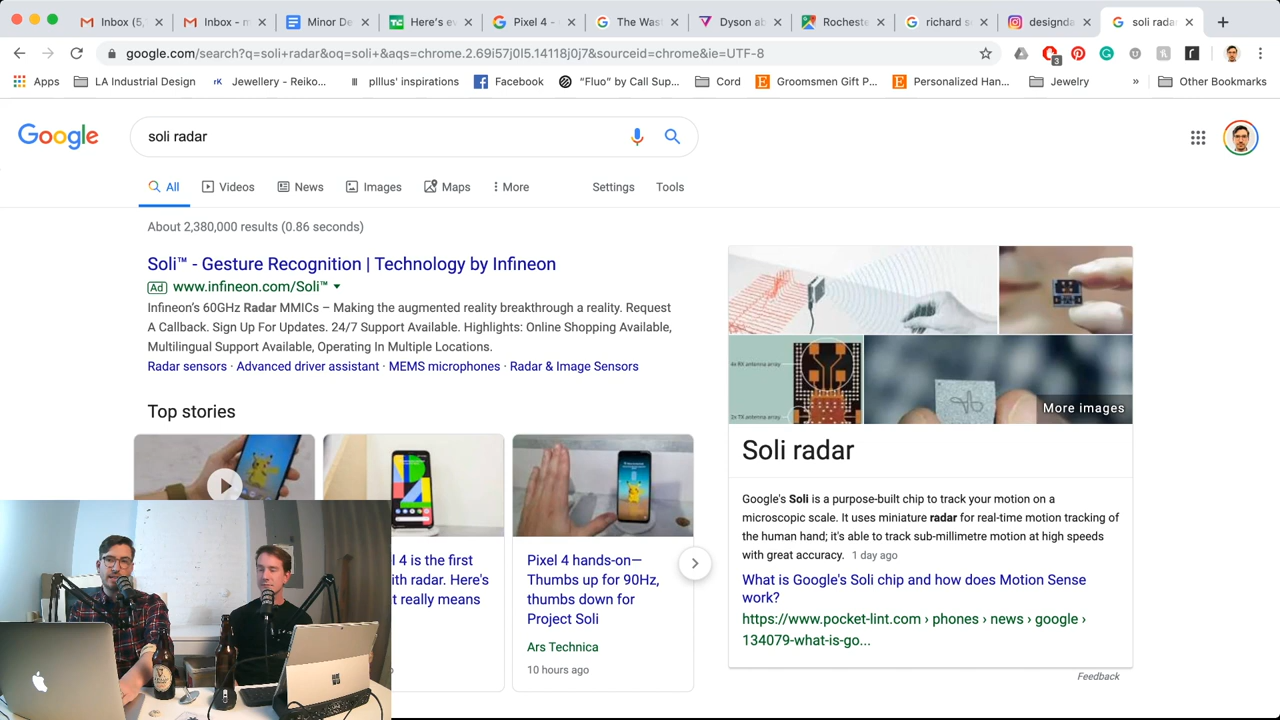 Inbox (5,
Inbox - m
Minor De
Here's ev
Pixel 4 -
The Was
Dyson ab
Rocheste
richard s
designda
soli rada
google.com/search?q=soli+radar&oq=soli+&aqs=chrome.2.69i57j0l5.14118j0j7&sourceid=chrome&ie=UTF-8
3
Apps
LA Industrial Design
rK
Jewellery - Reiko...
plllus' inspirations
Facebook
"Fluo" by Call Sup...
Cord
Groomsmen Gift P...
Personalized Han...
Jewelry
»
Other Bookmarks
Google
soli radar
All
Videos
News
Images
Maps
More
Settings
Tools
About 2,380,000 results (0.86 seconds)
Soli™ - Gesture Recognition | Technology by Infineon
Ad www.infineon.com/Soli™
Infineon's 60GHz Radar MMICs – Making the augmented reality breakthrough a reality. Request
A Callback. Sign Up For Updates. 24/7 Support Available. Highlights: Online Shopping Available,
Multilingual Support Available, Operating In Multiple Locations.
Radar sensors · Advanced driver assistant · MEMS microphones · Radar & Image Sensors
Top stories
l 4 is the first
ith radar. Here's
t really means
Pixel 4 hands-on—
Thumbs up for 90Hz,
thumbs down for
Project Soli
Ars Technica
10 hours ago
More images
Soli radar
Google's Soli is a purpose-built chip to track your motion on a
microscopic scale. It uses miniature radar for real-time motion tracking of
the human hand; it's able to track sub-millimetre motion at high speeds
with great accuracy. 1 day ago
What is Google's Soli chip and how does Motion Sense
work?
https://www.pocket-lint.com › phones › news › google ›
134079-what-is-go...
Feedback